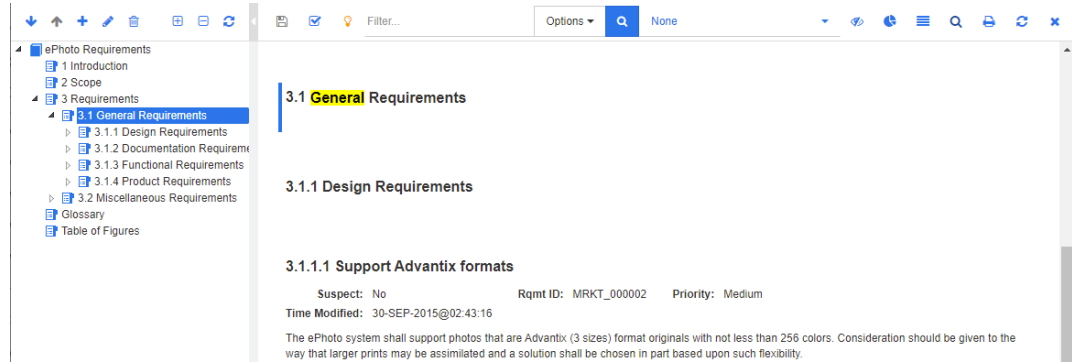 Filter...
Options
None
ePhoto Requirements
1 Introduction
2 Scope
3 Requirements
3.1 General Requirements
3.1.1 Design Requirements
3.1.2 Documentation Requireme
3.1.3 Functional Requirements
3.1.4 Product Requirements
3.2 Miscellaneous Requirements
Glossary
Table of Figures
3.1 General Requirements
3.1.1 Design Requirements
3.1.1.1 Support Advantix formats
Suspect: No Rqmt ID: MRKT_000002 Priority: Medium
Time Modified: 30-SEP-2015@02:43:16
The ePhoto system shall support photos that are Advantix (3 sizes) format originals with not less than 256 colors. Consideration should be given to the
way that larger prints may be assimilated and a solution shall be chosen in part based upon such flexibility.